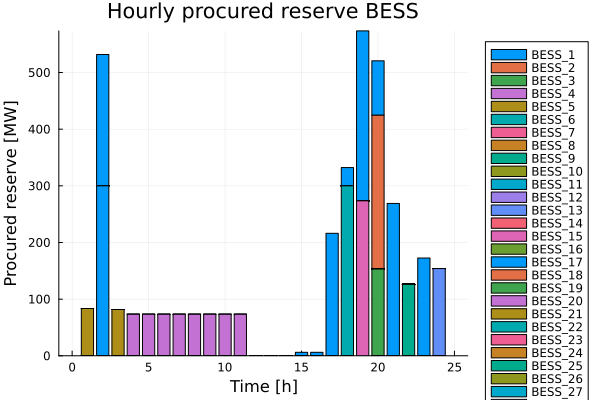 Hourly procured reserve BESS
Procured reserve [MW]
500
400
300
200
100
0
0
5
10
15
20
25
Time [h]
BESS_1
BESS_2
BESS_3
BESS_4
BESS_5
BESS_6
BESS_7
BESS_8
BESS_9
BESS_10
BESS_11
BESS_12
BESS_13
BESS_14
BESS_15
BESS_16
BESS_17
BESS_18
BESS_19
BESS_20
BESS_21
BESS_22
BESS_23
BESS_24
BESS_25
BESS_26
BESS_27